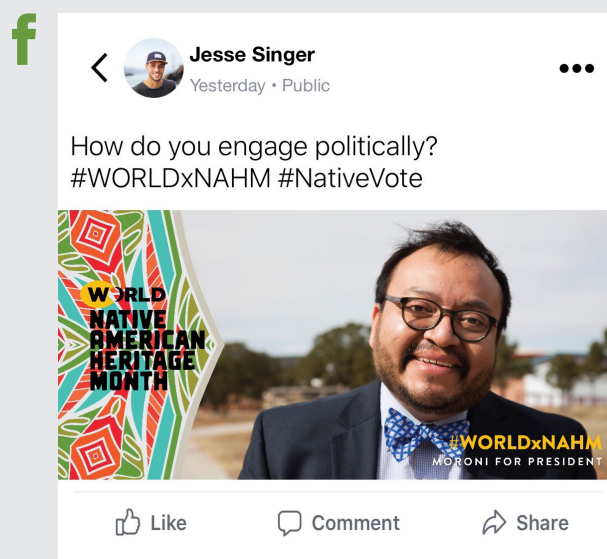 f
Jesse Singer
Yesterday • Public
How do you engage politically?
#WORLDxNAHM #NativeVote
WORLD
NATIVE
AMERICAN
HERITAGE
MONTH
#WORLDxNAHM
MORONI FOR PRESIDENT
Like Comment Share